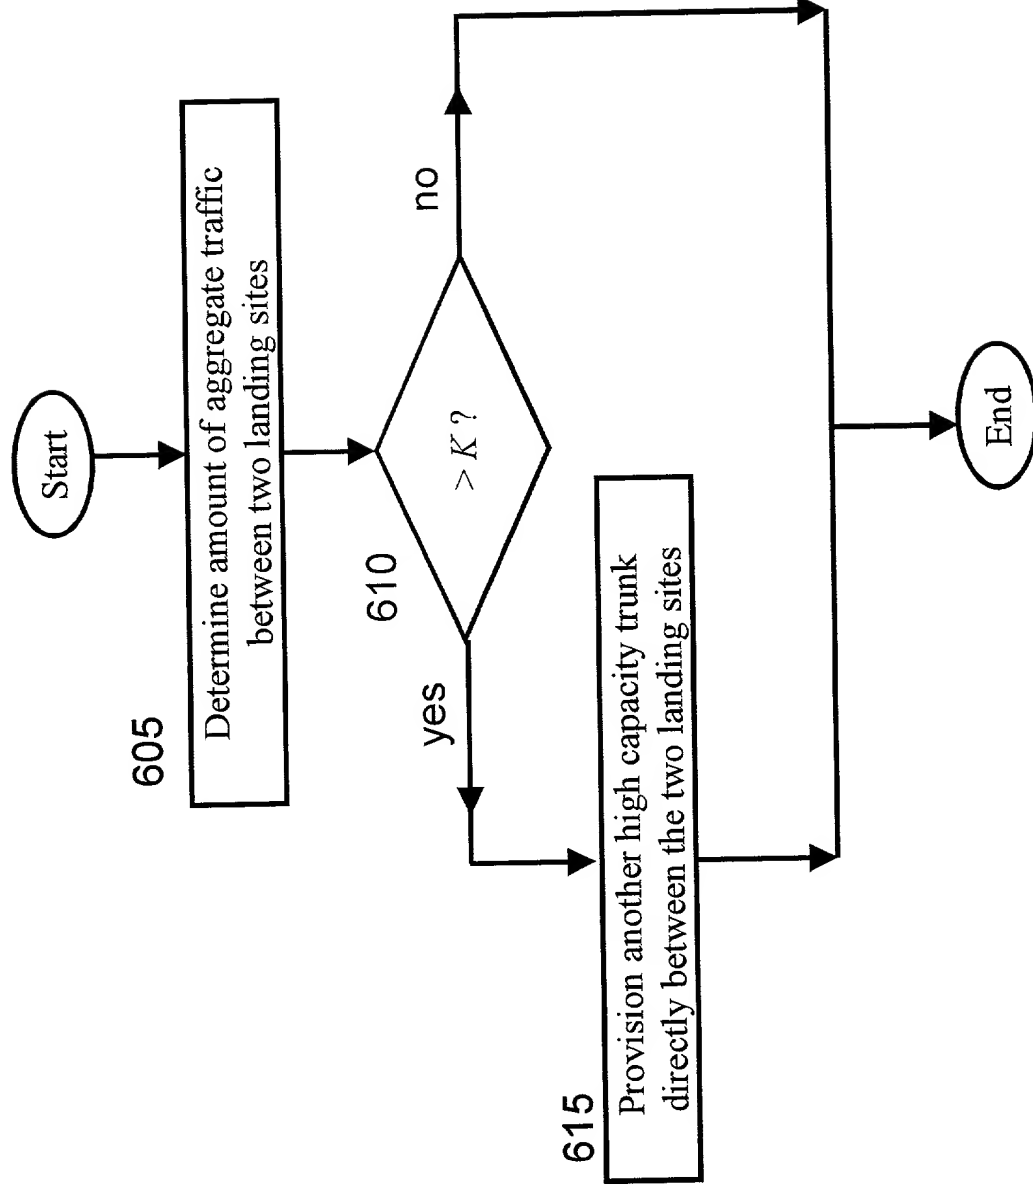 Start
605
Determine amount of aggregate traffic
between two landing sites
610
> K ?
yes
no
615
Provision another high capacity trunk
directly between the two landing sites
End